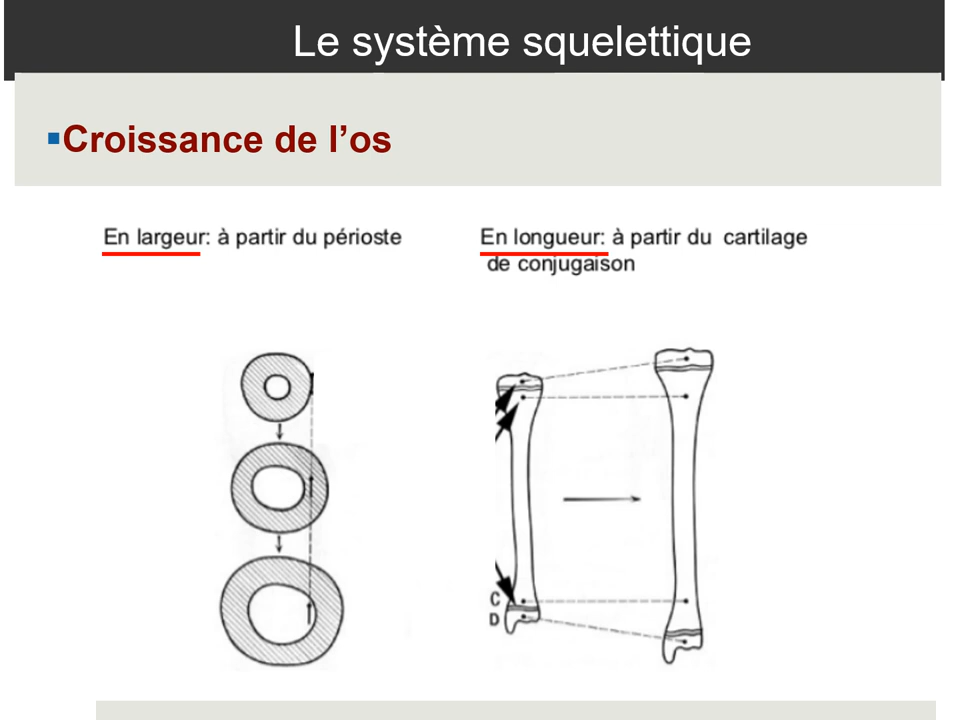 Le système squelettique
▪Croissance de l’os
En largeur: à partir du périoste
En longueur: à partir du cartilage
de conjugaison
C
D